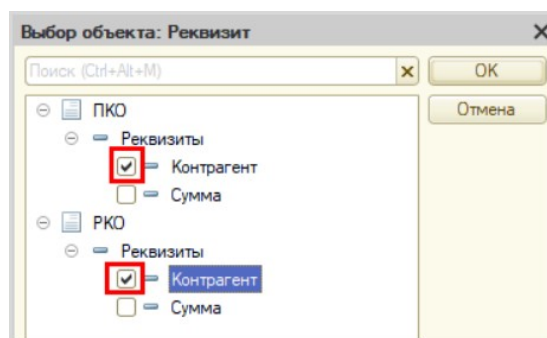 Выбор объекта: Реквизит
Поиск (Ctrl+Alt+M)
OK
Отмена
ПКО
Реквизиты
Контрагент
Сумма
РКО
Реквизиты
Контрагент
Сумма